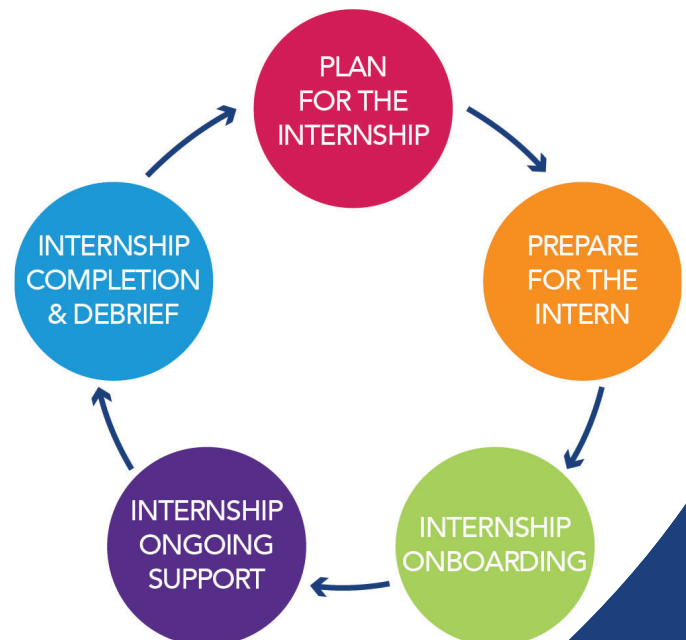 PLAN
FOR THE
INTERNSHIP
PREPARE
FOR THE
INTERN
INTERNSHIP
ONBOARDING
INTERNSHIP
ONGOING
SUPPORT
INTERNSHIP
COMPLETION
& DEBRIEF